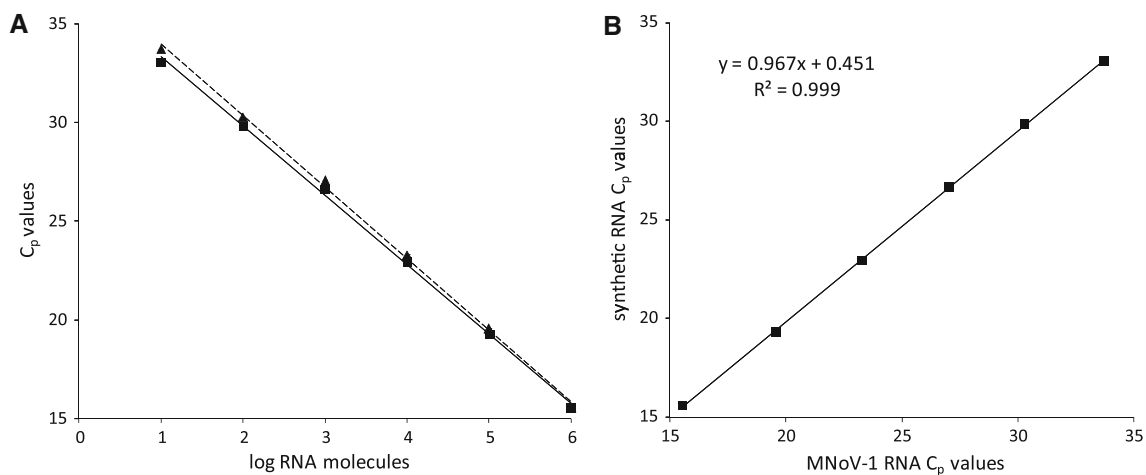 A
35
30
25
20
15
0 1 2 3 4 5 6
Cp values
log RNA molecules
B
y = 0.967x + 0.451
R² = 0.999
35
30
25
20
15
15 20 25 30 35
synthetic RNA Cp values
MNoV-1 RNA Cp values